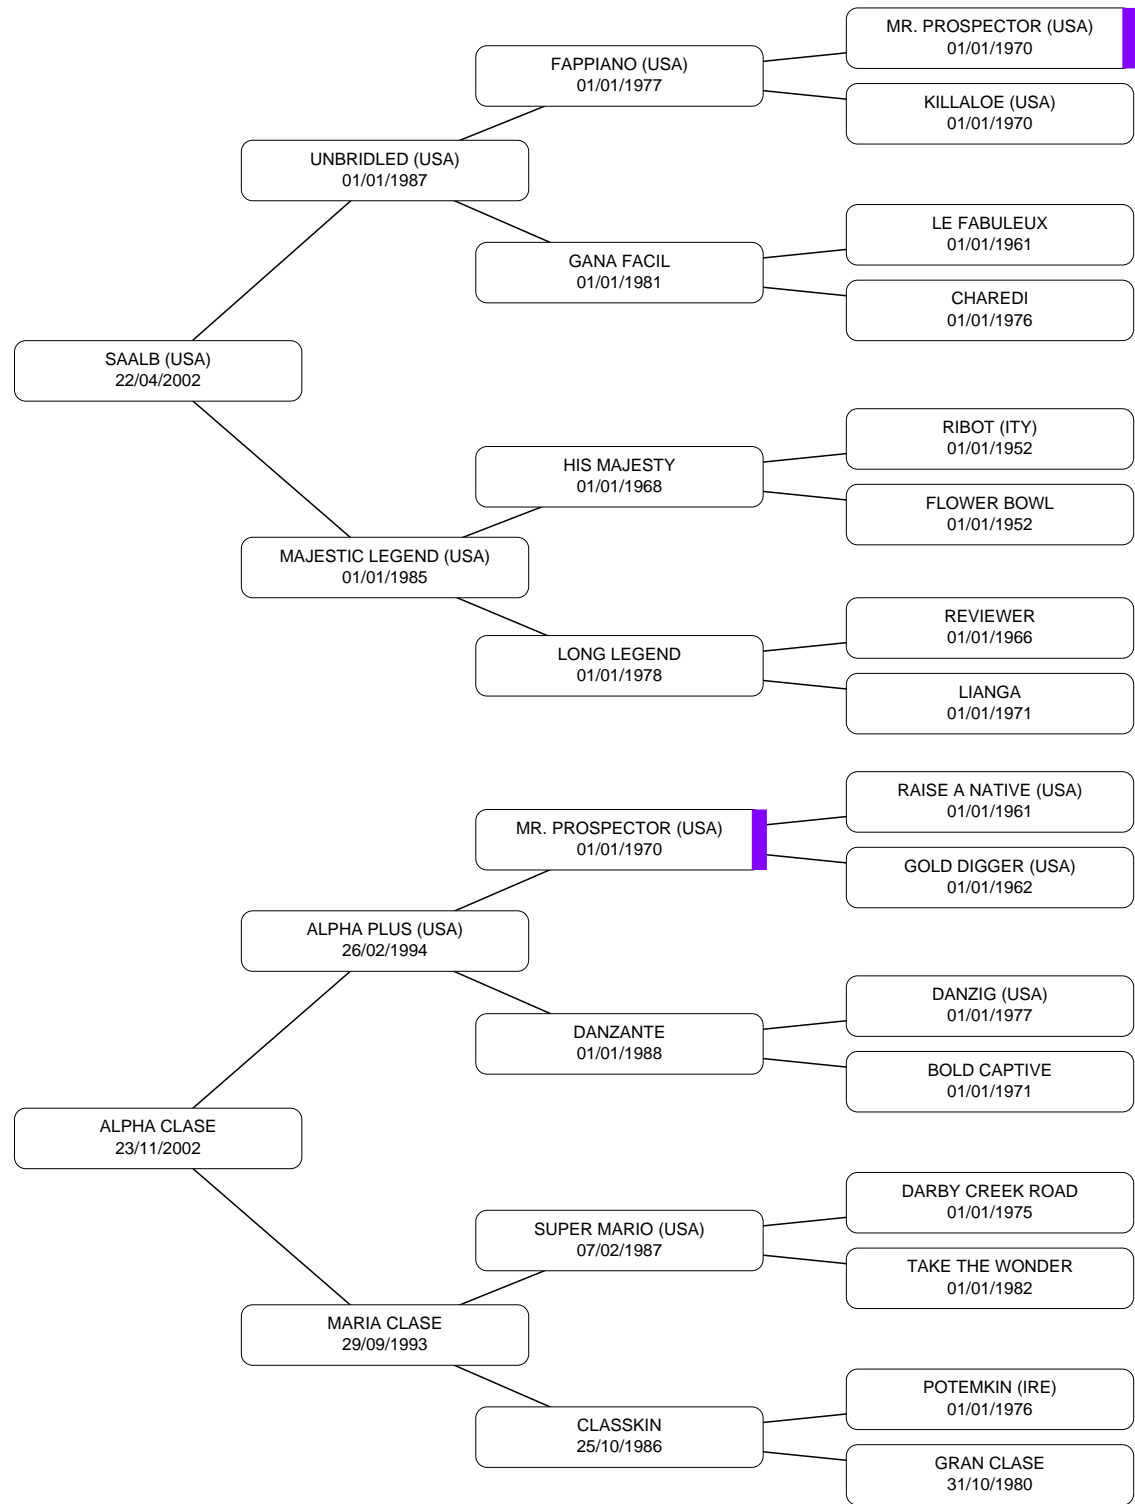 MR. PROSPECTOR (USA)
01/01/1970
FAPPIANO (USA)
01/01/1977
KILLALOE (USA)
01/01/1970
UNBRIDLED (USA)
01/01/1987
LE FABULEUX
01/01/1961
GANA FACIL
01/01/1981
CHAREDI
01/01/1976
SAALB (USA)
22/04/2002
RIBOT (ITY)
01/01/1952
HIS MAJESTY
01/01/1968
FLOWER BOWL
01/01/1952
MAJESTIC LEGEND (USA)
01/01/1985
REVIEWER
01/01/1966
LONG LEGEND
01/01/1978
LIANGA
01/01/1971
RAISE A NATIVE (USA)
01/01/1961
MR. PROSPECTOR (USA)
01/01/1970
GOLD DIGGER (USA)
01/01/1962
ALPHA PLUS (USA)
26/02/1994
DANZIG (USA)
01/01/1977
DANZANTE
01/01/1988
BOLD CAPTIVE
01/01/1971
ALPHA CLASE
23/11/2002
DARBY CREEK ROAD
01/01/1975
SUPER MARIO (USA)
07/02/1987
TAKE THE WONDER
01/01/1982
MARIA CLASE
29/09/1993
POTEMKIN (IRE)
01/01/1976
CLASSKIN
25/10/1986
GRAN CLASE
31/10/1980